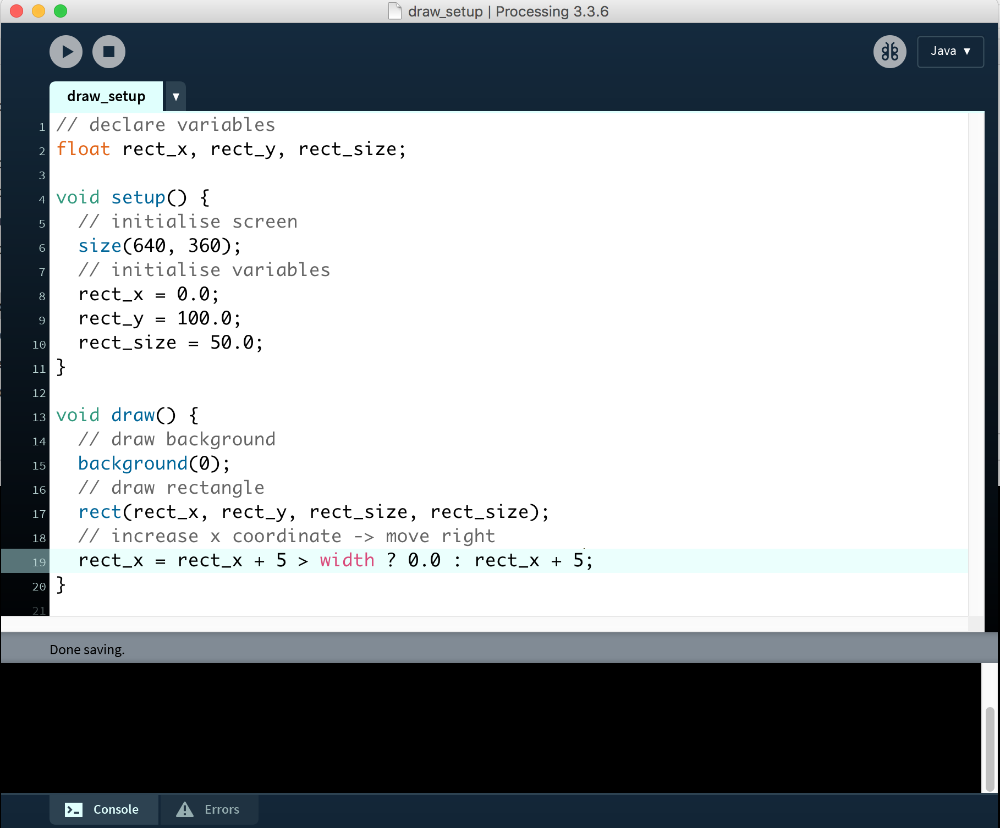 draw_setup | Processing 3.3.6
Java ▼
draw_setup ▼
1 // declare variables
2 float rect_x, rect_y, rect_size;
3
4 void setup() {
5   // initialise screen
6   size(640, 360);
7   // initialise variables
8   rect_x = 0.0;
9   rect_y = 100.0;
10   rect_size = 50.0;
11 }
12
13 void draw() {
14   // draw background
15   background(0);
16   // draw rectangle
17   rect(rect_x, rect_y, rect_size, rect_size);
18   // increase x coordinate -> move right
19   rect_x = rect_x + 5 > width ? 0.0 : rect_x + 5;
20 }
21
Done saving.
Console Errors